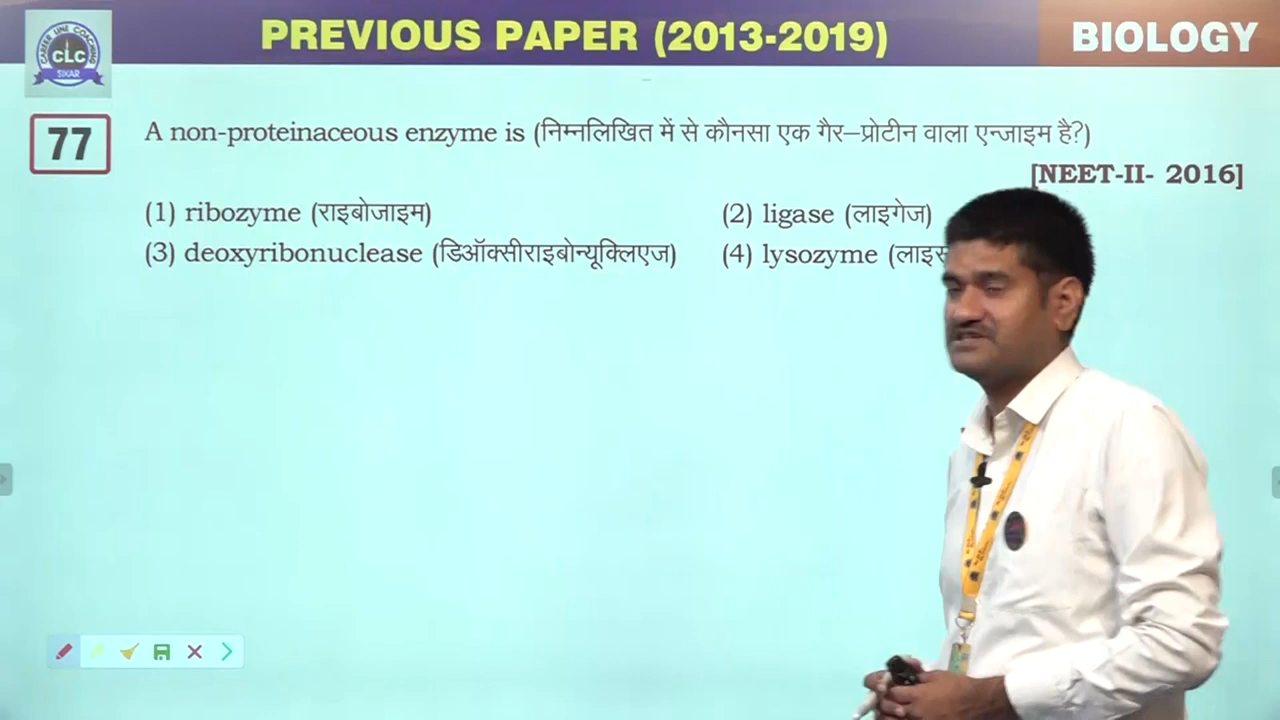 PREVIOUS PAPER (2013-2019)
BIOLOGY
CAREER LINE COACHING
CLC
SIKAR
77
A non-proteinaceous enzyme is (निम्नलिखित में से कौनसा एक गैर–प्रोटीन वाला एन्जाइम है?)
[NEET-II- 2016]
(1) ribozyme (राइबोजाइम)
(2) ligase (लाइगेज)
(3) deoxyribonuclease (डिऑक्सीराइबोन्यूक्लिएज)
(4) lysozyme